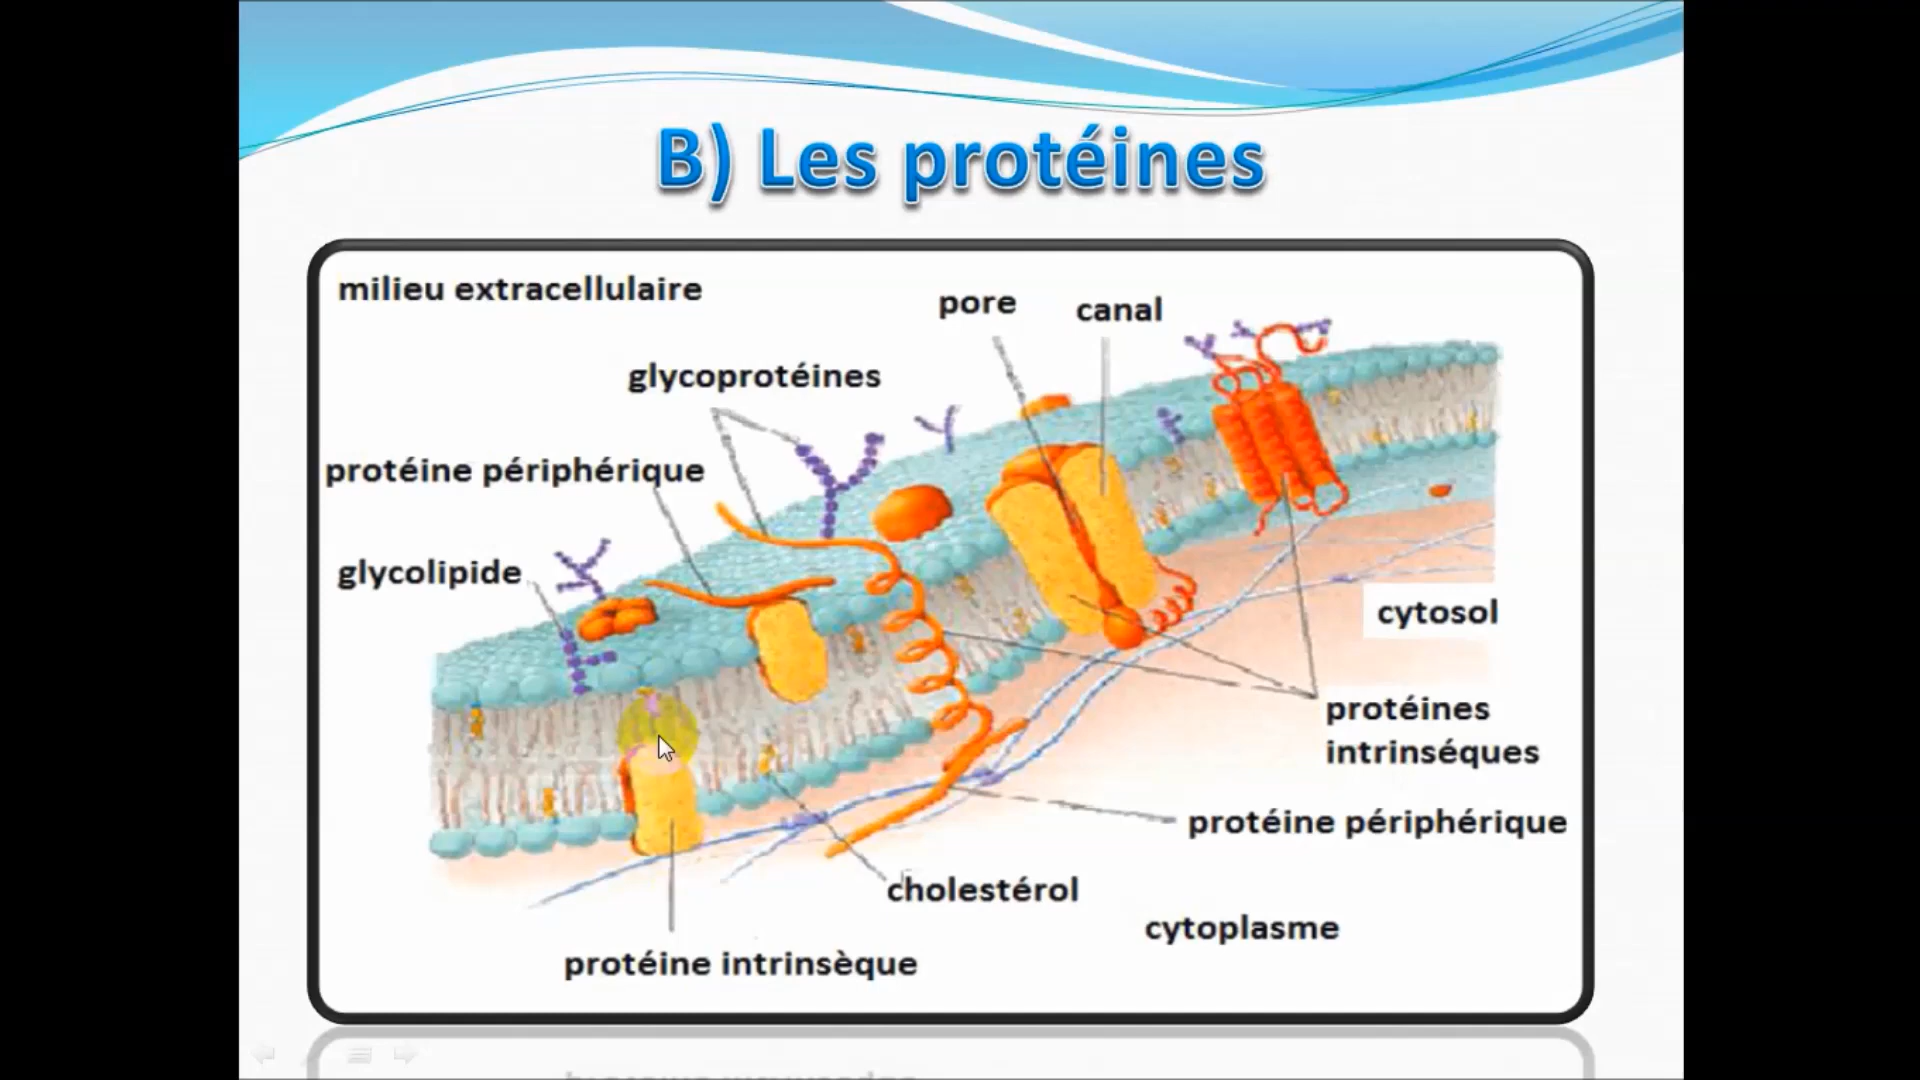 B) Les protéines
milieu extracellulaire
pore
canal
glycoprotéines
protéine périphérique
glycolipide
cytosol
protéines
intrinséques
protéine périphérique
cholestérol
cytoplasme
protéine intrinsèque